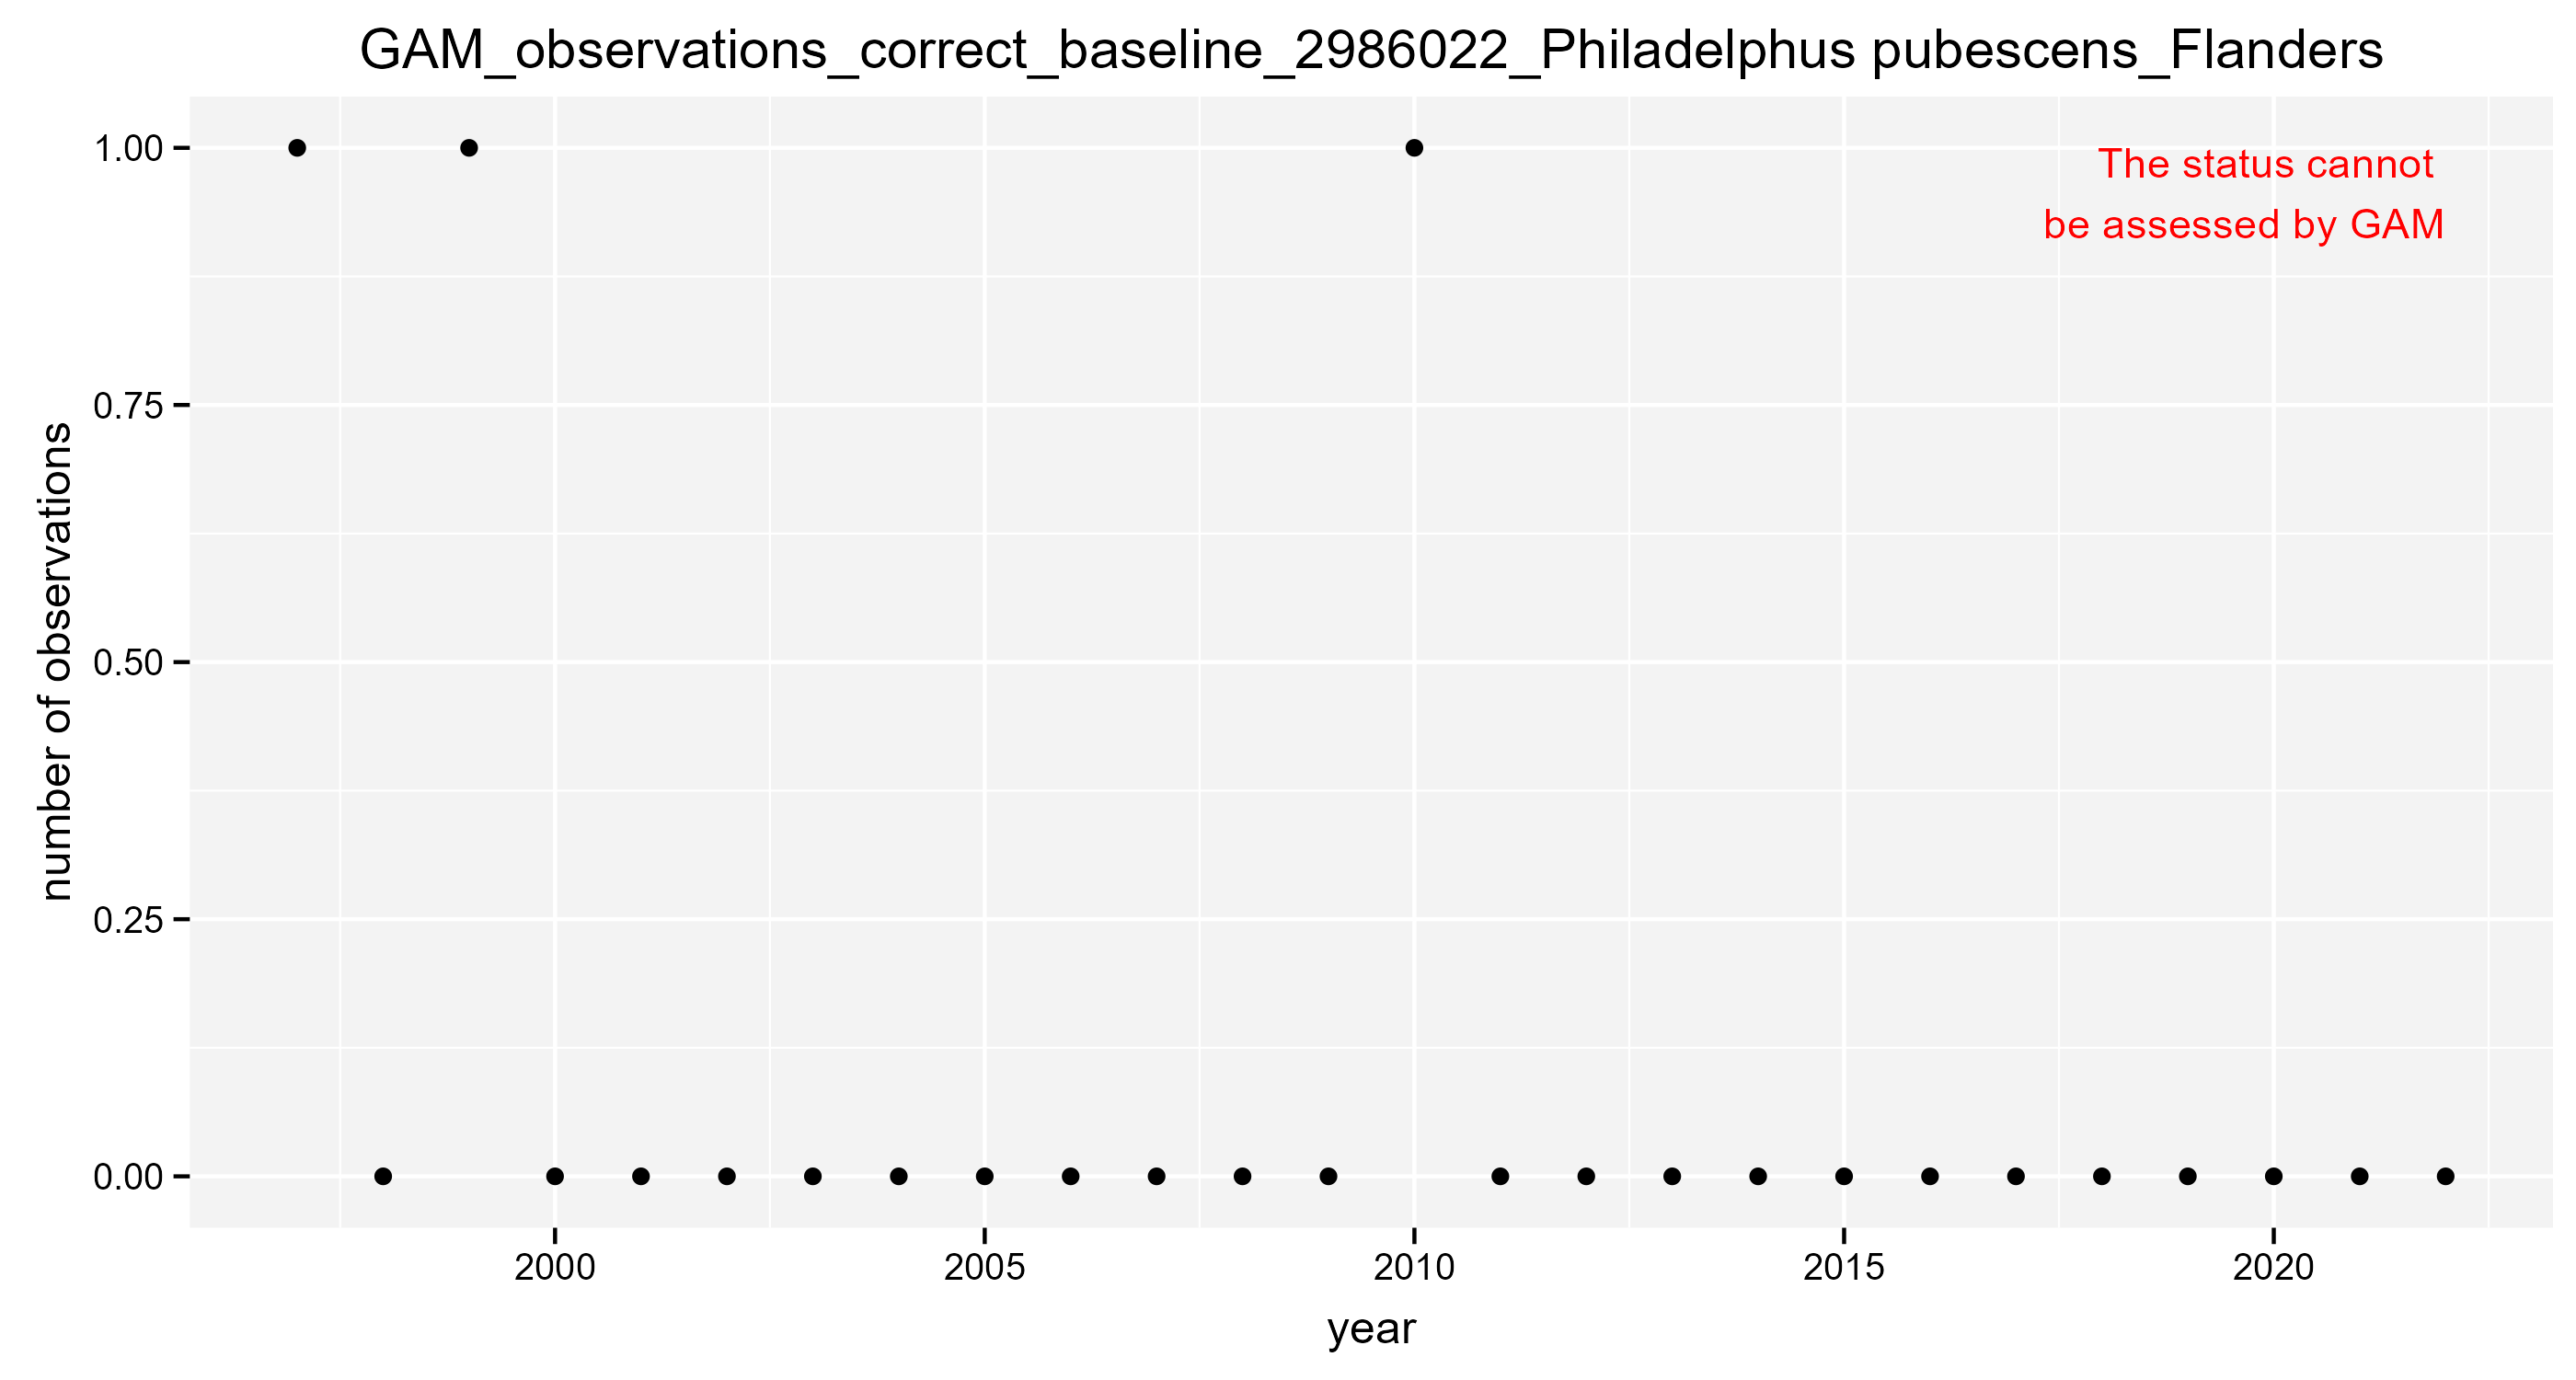 GAM_observations_correct_baseline_2986022_Philadelphus pubescens_Flanders
The status cannot
be assessed by GAM
number of observations
1.00
0.75
0.50
0.25
0.00
2000 2005 2010 2015 2020
year